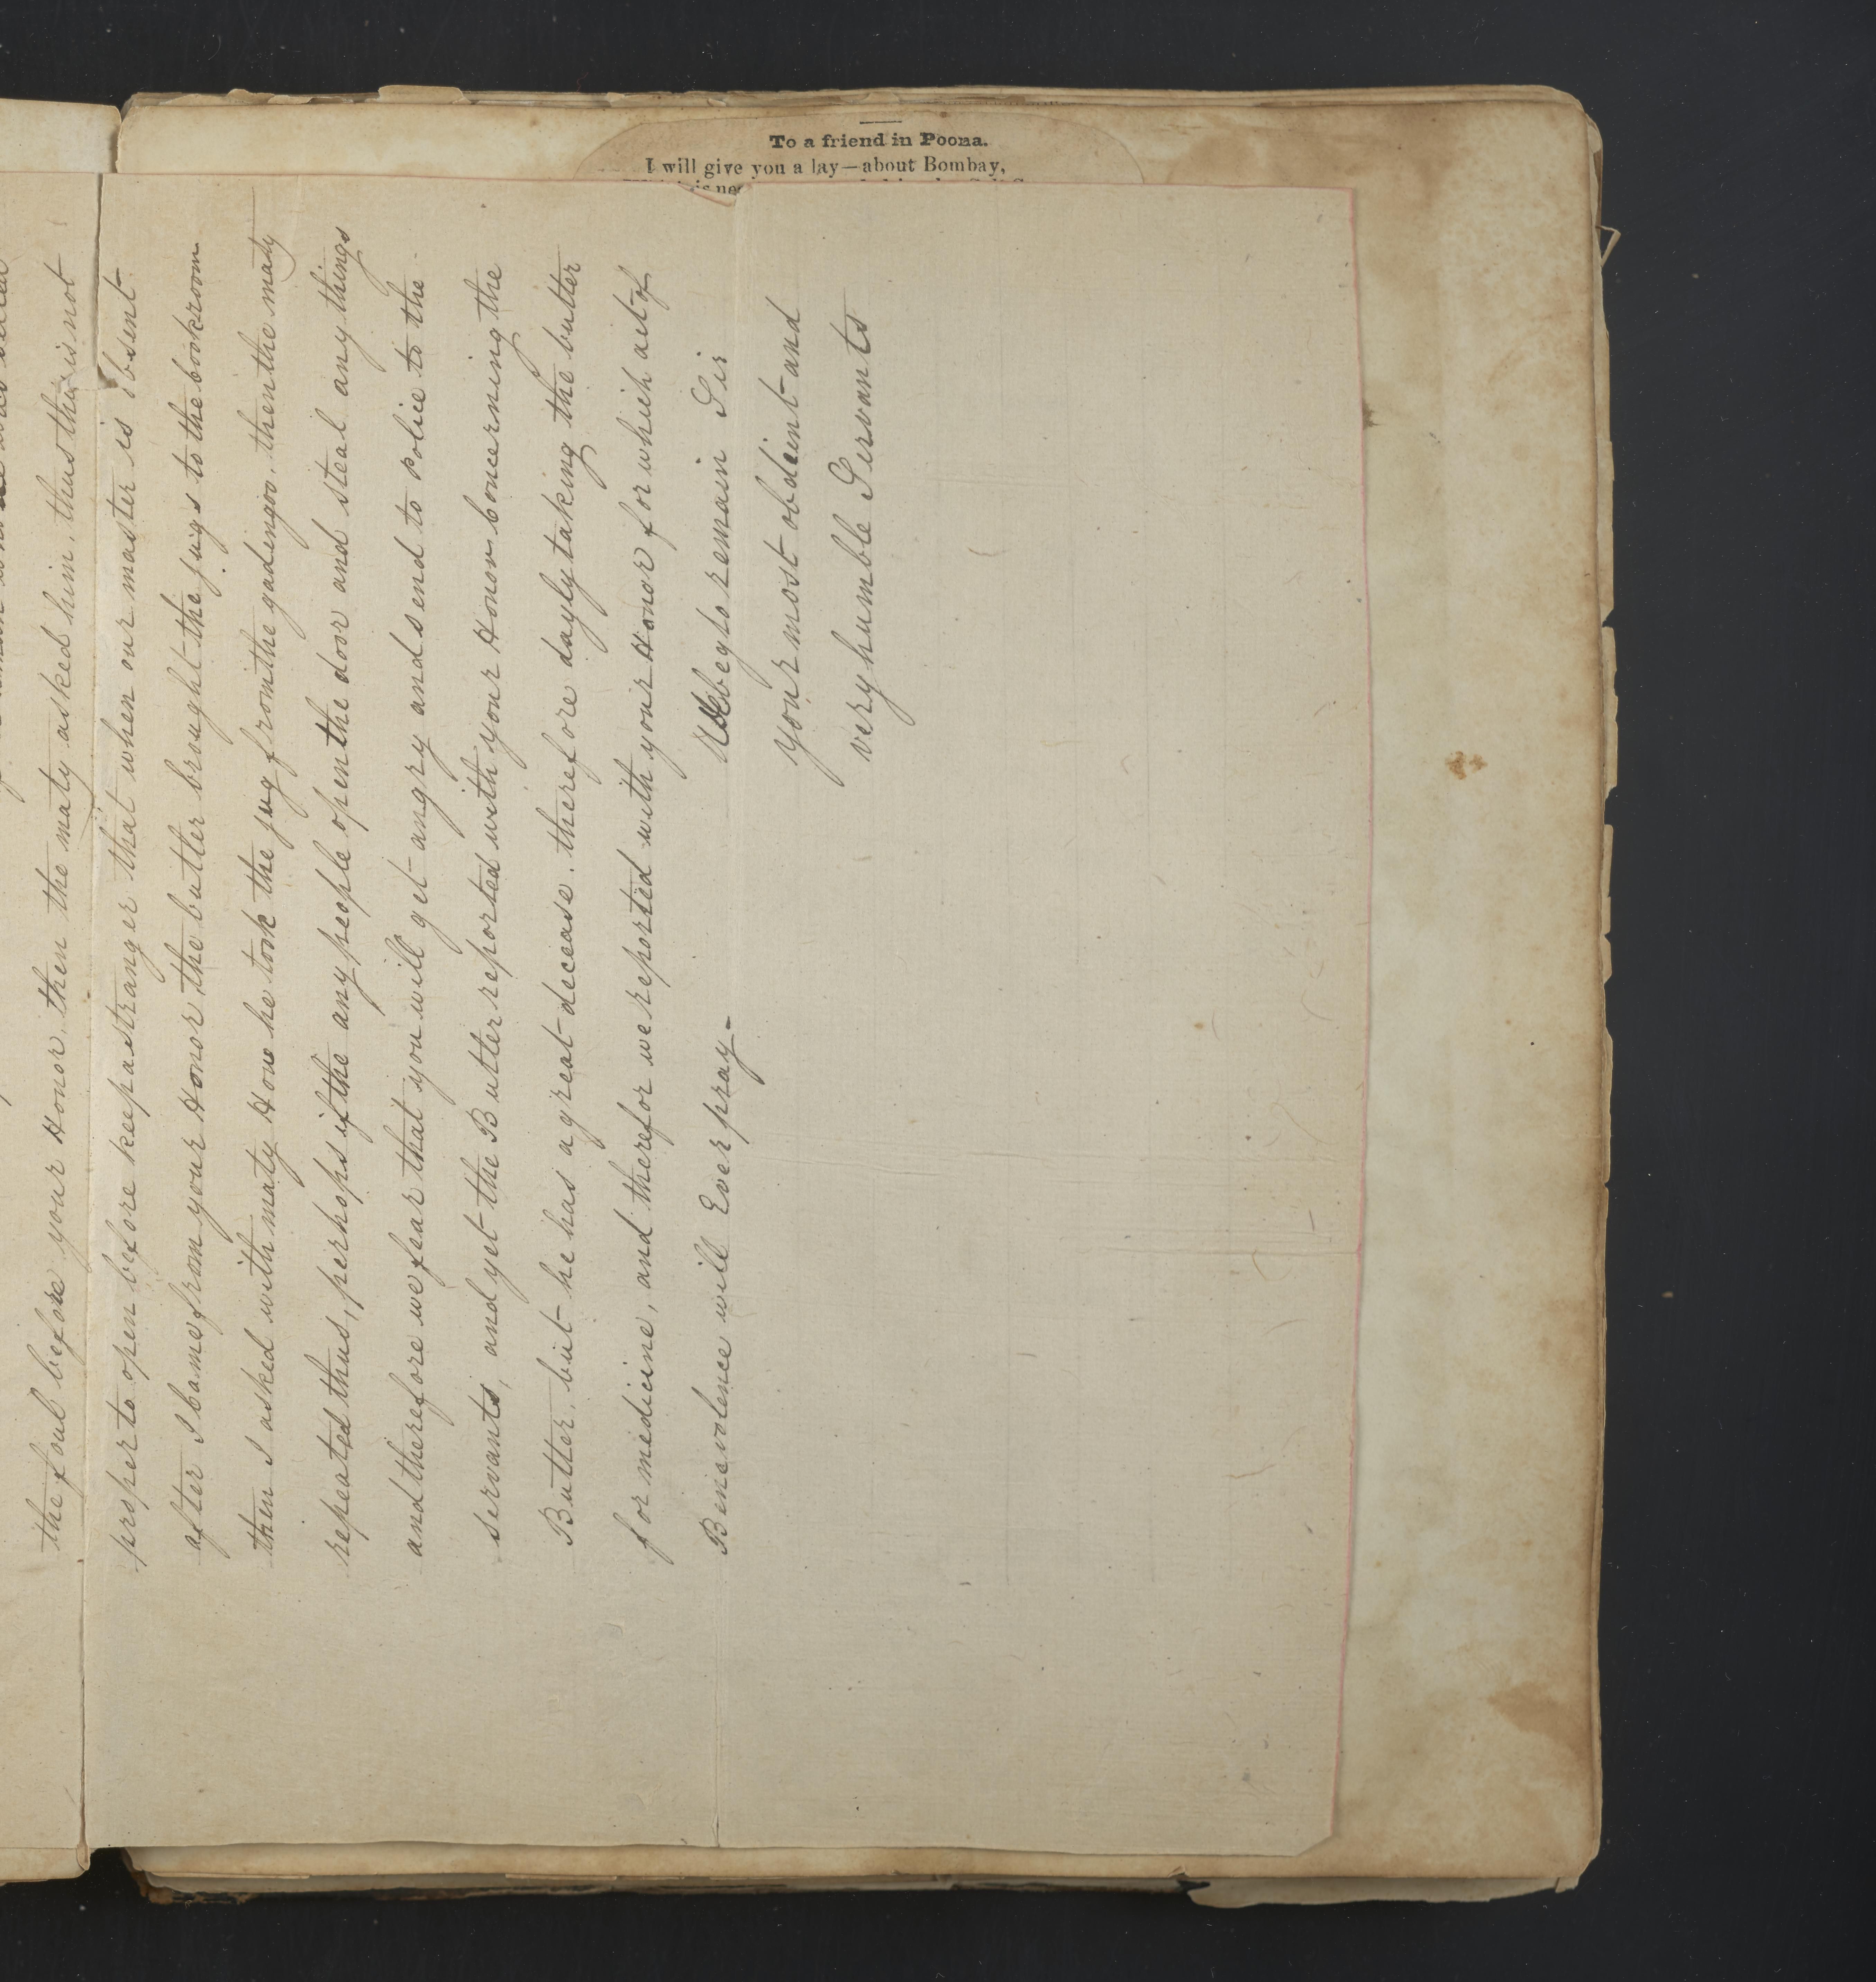 To a friend in Poona.
I will give you a lay—about Bombay,
the foul before your Honor. then the maty asked him. thus this is not
proper to open before keep a stranger that when our master is absent
after I came from your Honor the butler brought the jugs to the bookroom
then I asked with maty How he took the jug from the gadingoo. then the maty
repeated thus, perhops if the any people open the door and steal any things
and therefore we fear that you will get angry and send to police to the
servants, and yet the Butler reported with your Honor Concerning the
Butter. but he has a great decease. therefore dayly taking the butter
for medicine, and therefor we reported with your Honor for which act of
Benevolence will Ever pray-
We beg to remain Sir
your most obdient and
very humble Servants